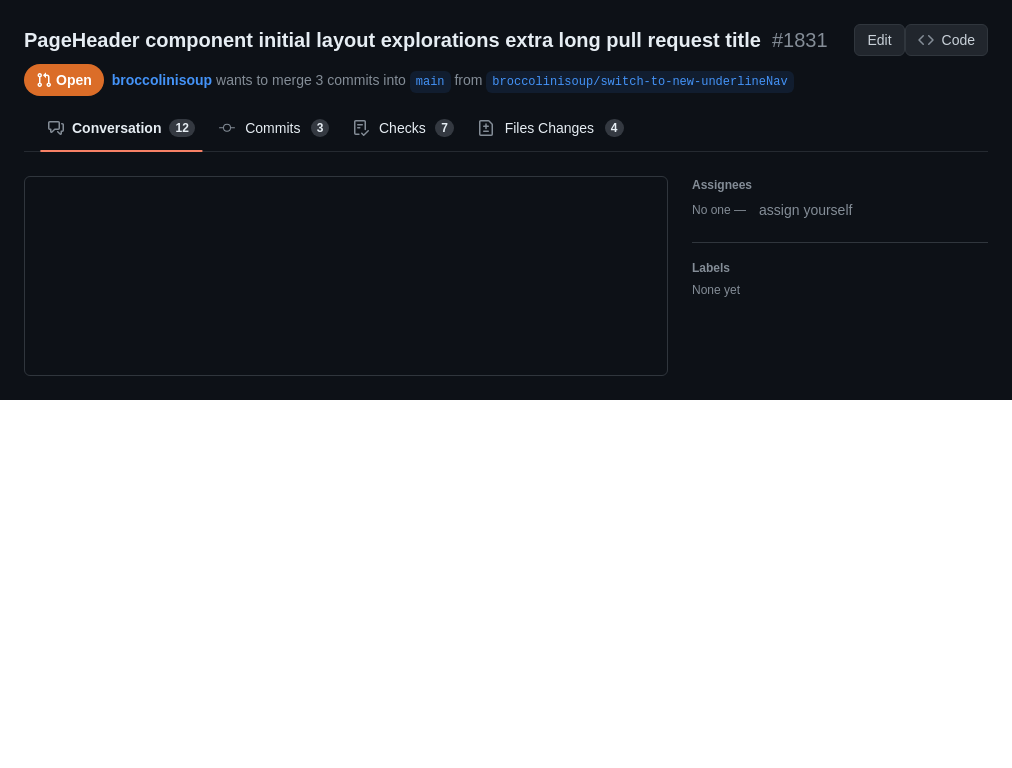 PageHeader component initial layout explorations extra long pull request title #1831
Edit
Code
Open
broccolinisoup wants to merge 3 commits into main from broccolinisoup/switch-to-new-underlineNav
Conversation 12
Commits 3
Checks 7
Files Changes 4
Assignees
No one — assign yourself
Labels
None yet